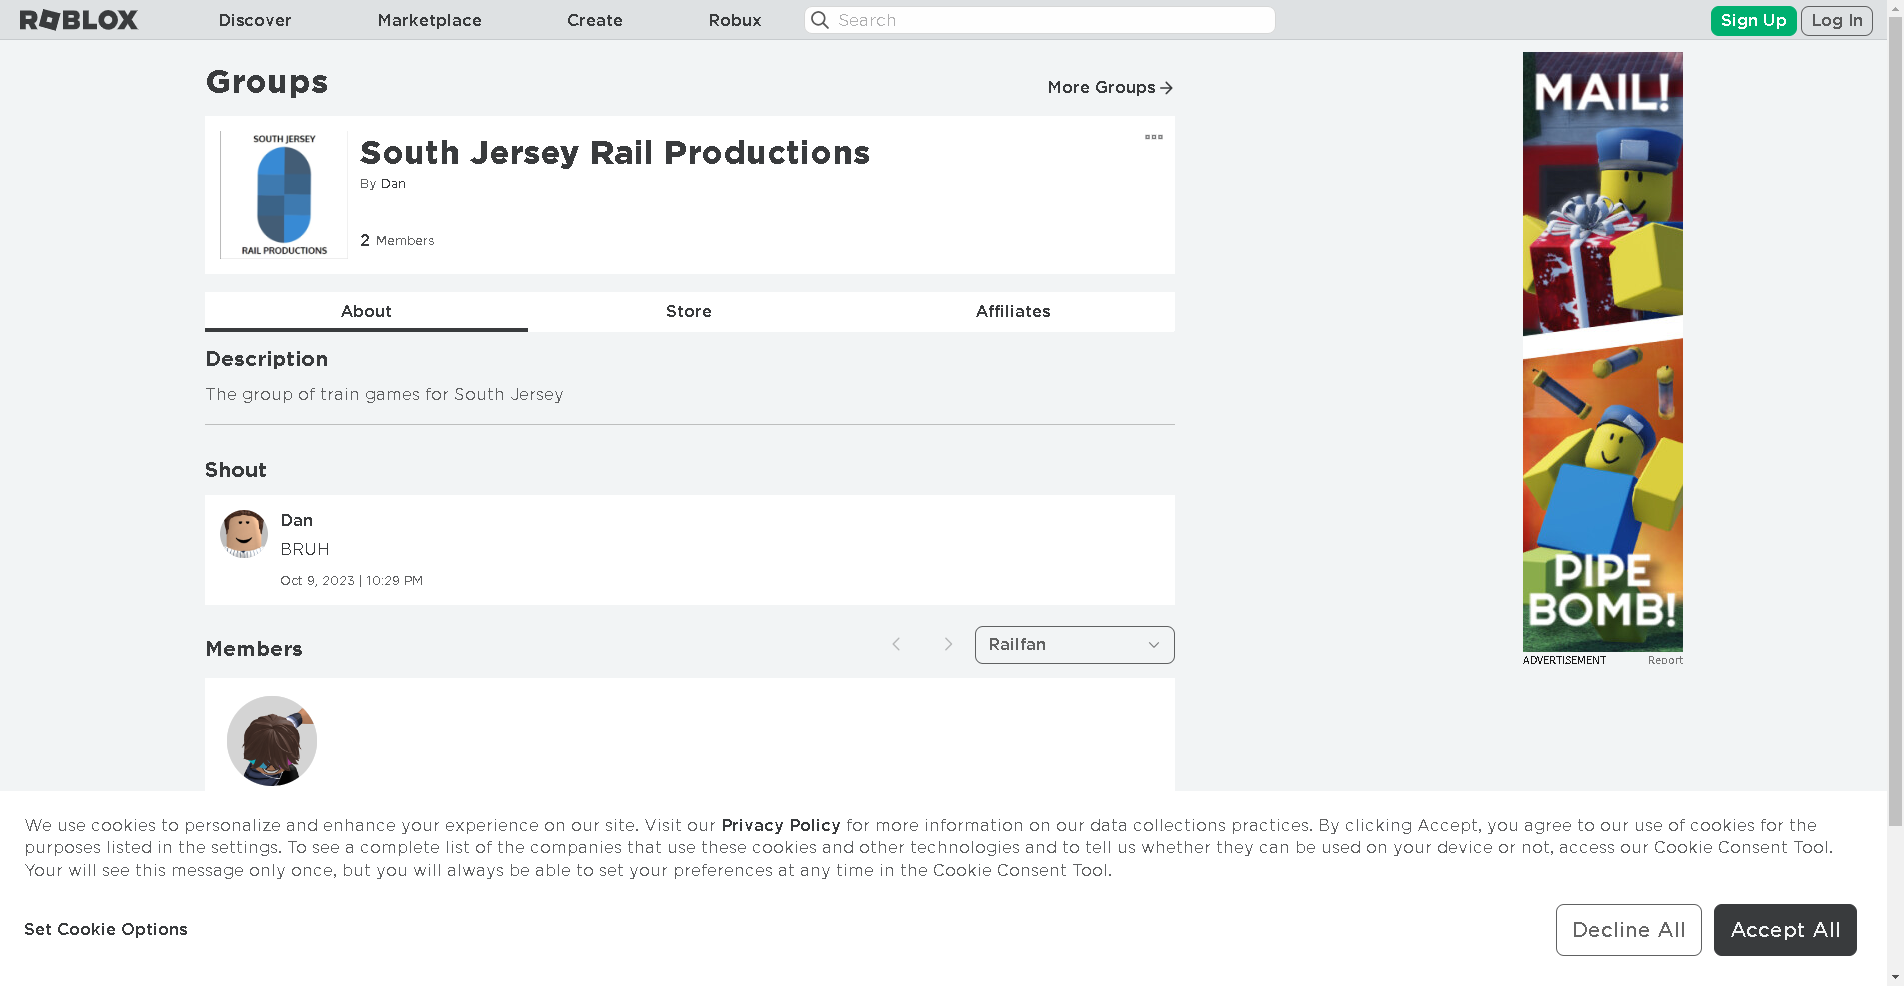 ROBLOX
Discover
Marketplace
Create
Robux
Search
Sign Up
Log In
Groups
More Groups
SOUTH JERSEY
RAIL PRODUCTIONS
South Jersey Rail Productions
By Dan
2 Members
About
Store
Affiliates
Description
The group of train games for South Jersey
Shout
Dan
BRUH
Oct 9, 2023 | 10:29 PM
Members
Railfan
MAIL!
PIPE
BOMB!
ADVERTISEMENT
Report
We use cookies to personalize and enhance your experience on our site. Visit our Privacy Policy for more information on our data collections practices. By clicking Accept, you agree to our use of cookies for the
purposes listed in the settings. To see a complete list of the companies that use these cookies and other technologies and to tell us whether they can be used on your device or not, access our Cookie Consent Tool.
Your will see this message only once, but you will always be able to set your preferences at any time in the Cookie Consent Tool.
Set Cookie Options
Decline All
Accept All